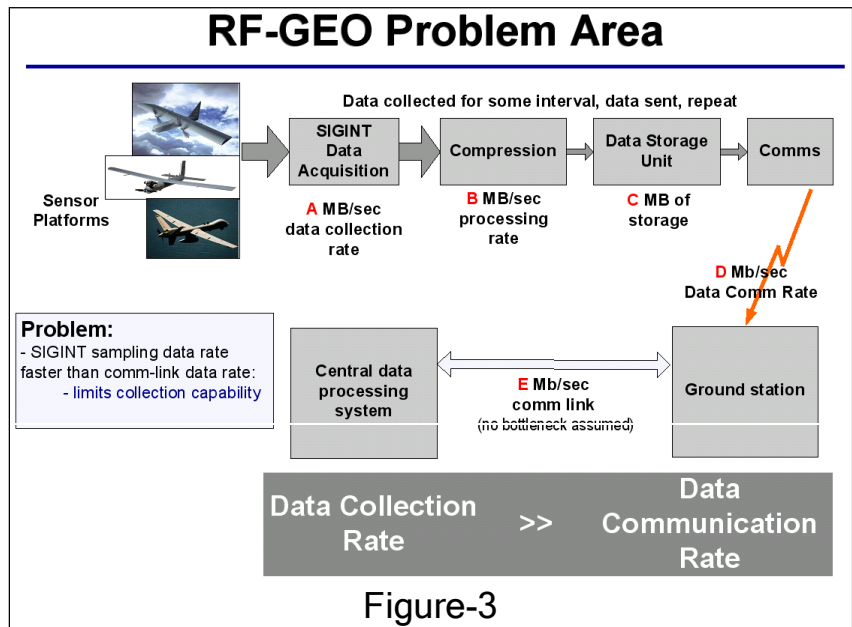 RF-GEO Problem Area
Data collected for some interval, data sent, repeat
SIGINT
Data
Acquisition
Compression
Data Storage
Unit
Comms
Sensor
Platforms
A MB/sec
data collection
rate
B MB/sec
processing
rate
C MB of
storage
D Mb/sec
Data Comm Rate
Problem:
- SIGINT sampling data rate
faster than comm-link data rate:
- limits collection capability
Central data
processing
system
E Mb/sec
comm link
(no bottleneck assumed)
Ground station
Data Collection
Rate
>>
Data
Communication
Rate
Figure-3